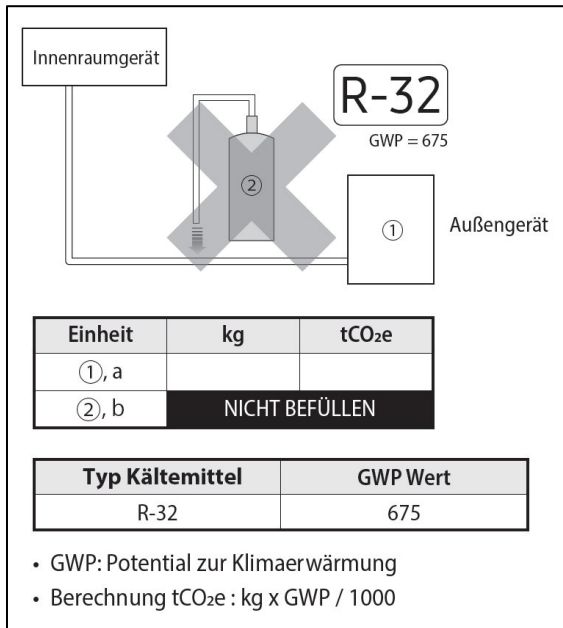 Innenraumgerät
R-32
GWP = 675
②
①
Außengerät
Einheit kg tCO₂e
①, a
②, b NICHT BEFÜLLEN
Typ Kältemittel GWP Wert
R-32 675
• GWP: Potential zur Klimaerwärmung
• Berechnung tCO₂e : kg x GWP / 1000